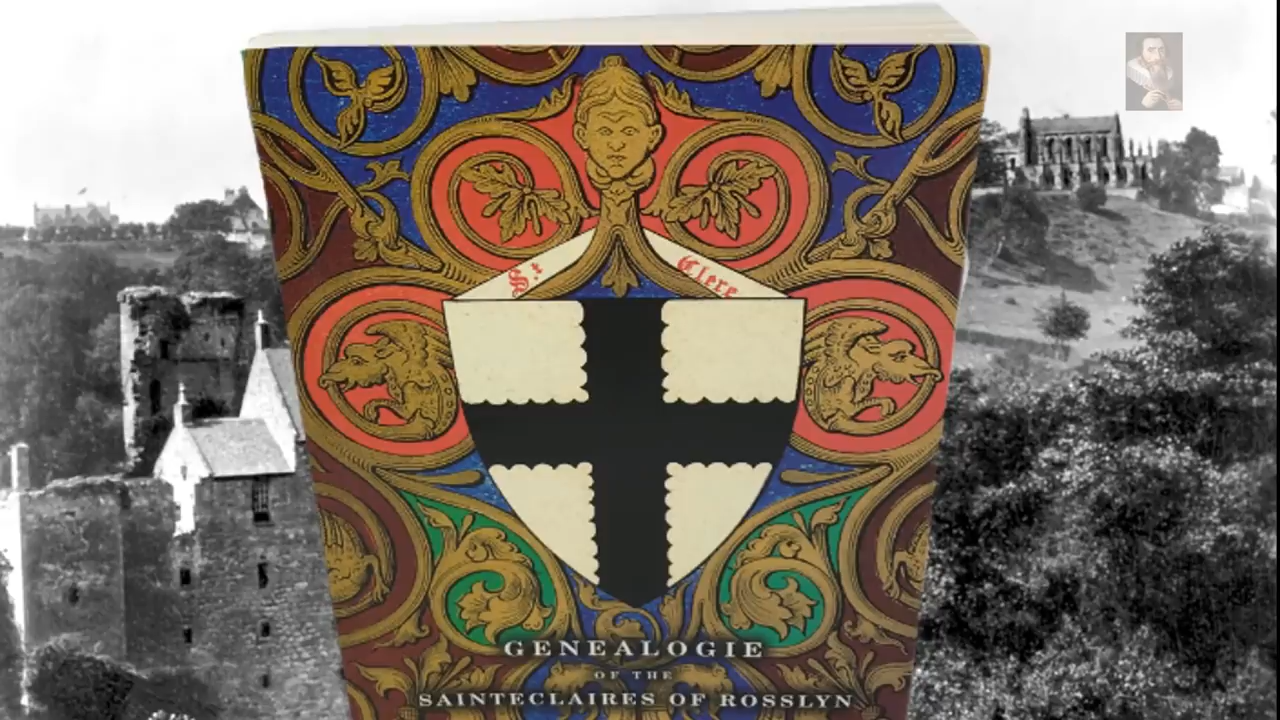 St Clere
GENEALOGIE
OF THE
SAINTECLAIRES OF ROSSLYN